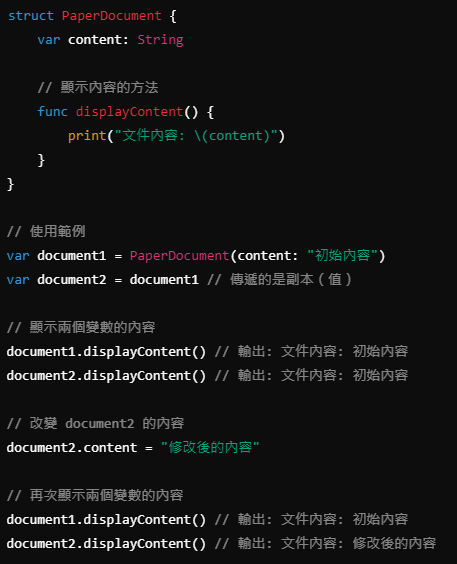 struct PaperDocument {
    var content: String

    // 顯示內容的方法
    func displayContent() {
        print("文件內容: \(content)")
    }
}

// 使用範例
var document1 = PaperDocument(content: "初始內容")
var document2 = document1 // 傳遞的是副本（值）

// 顯示兩個變數的內容
document1.displayContent() // 輸出: 文件內容: 初始內容
document2.displayContent() // 輸出: 文件內容: 初始內容

// 改變 document2 的內容
document2.content = "修改後的內容"

// 再次顯示兩個變數的內容
document1.displayContent() // 輸出: 文件內容: 初始內容
document2.displayContent() // 輸出: 文件內容: 修改後的內容